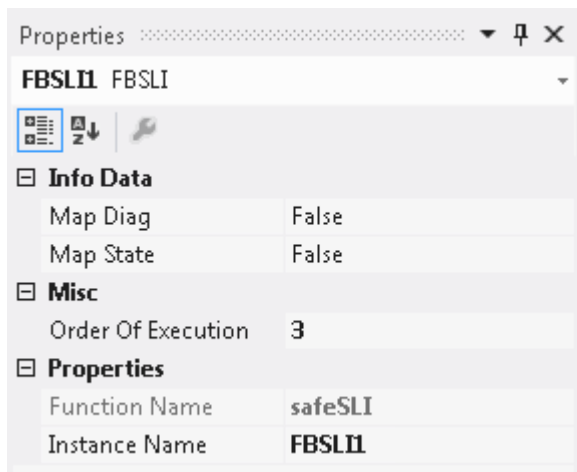 Properties
FBSLI1 FBSLI
Info Data
Map Diag False
Map State False
Misc
Order Of Execution 3
Properties
Function Name safeSLI
Instance Name FBSLI1